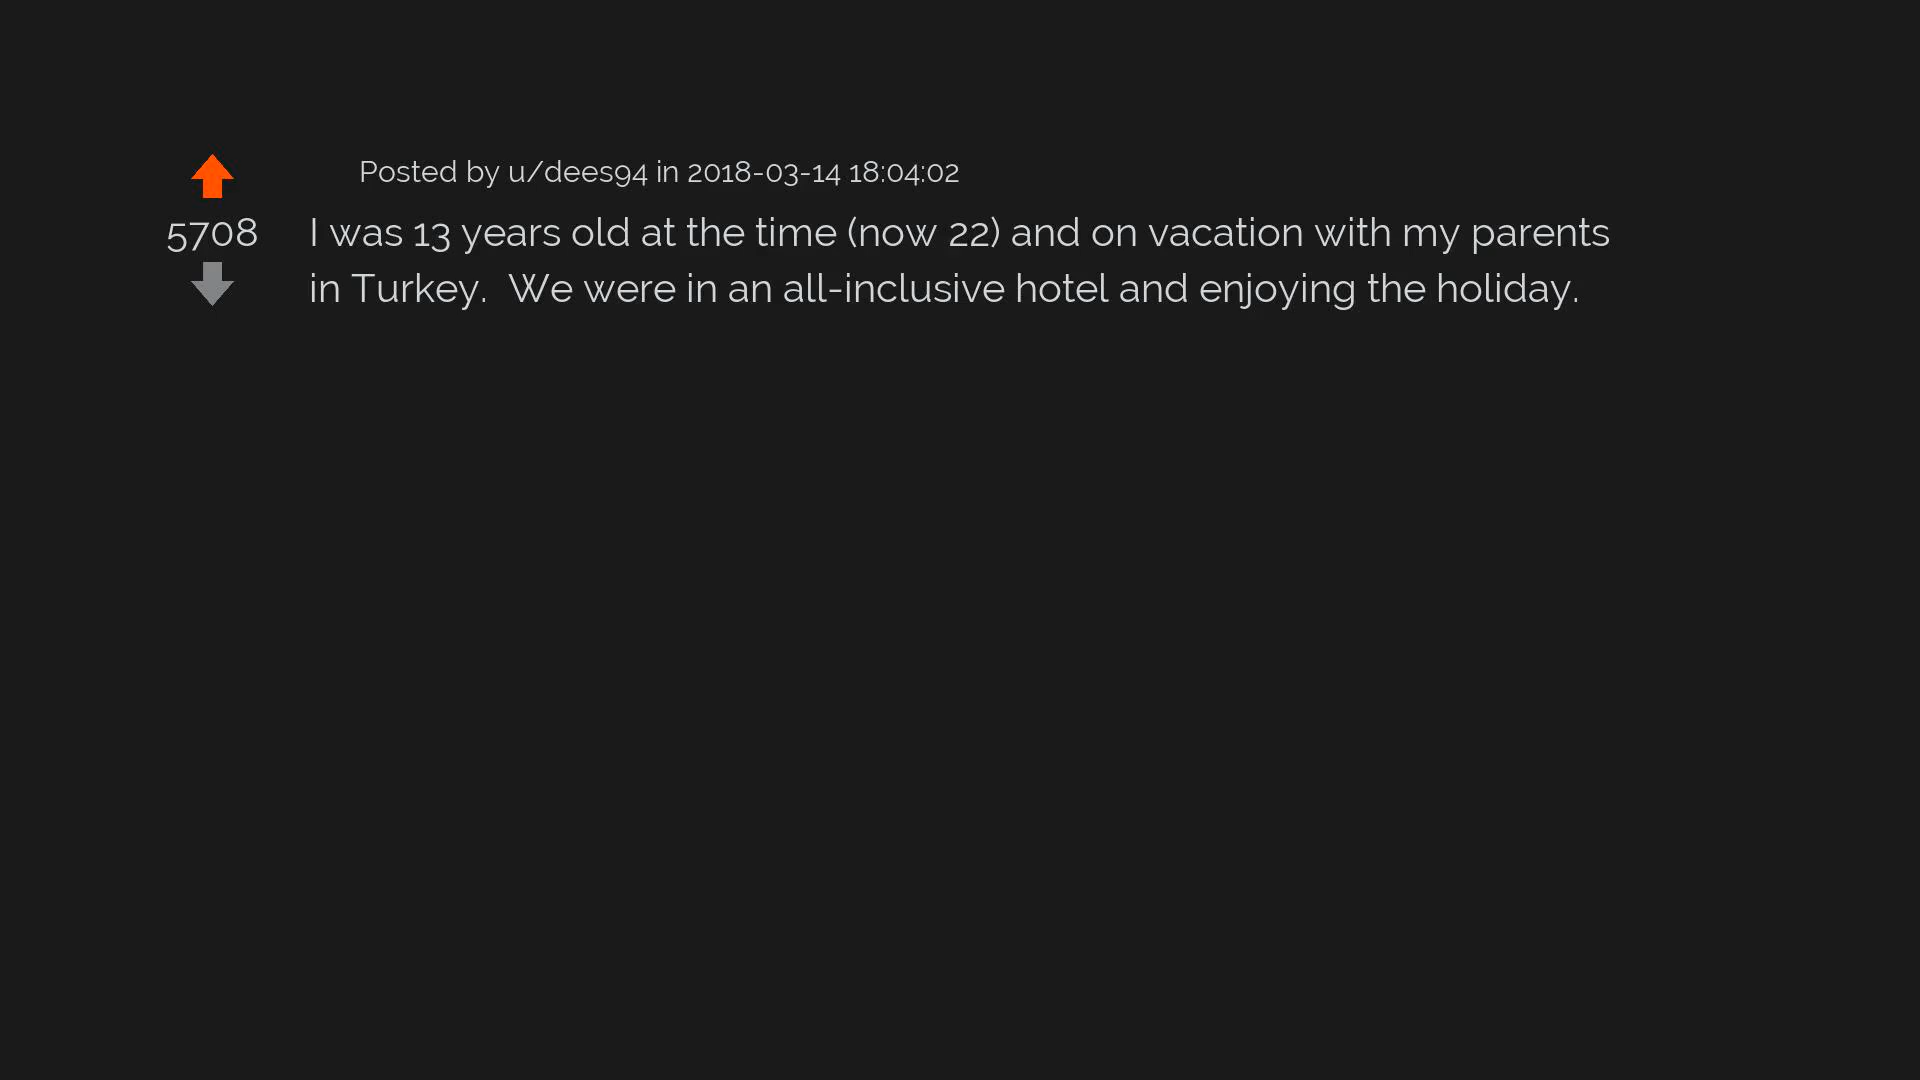 Posted by u/dees94 in 2018-03-14 18:04:02
5708
I was 13 years old at the time (now 22) and on vacation with my parents
in Turkey.  We were in an all-inclusive hotel and enjoying the holiday.